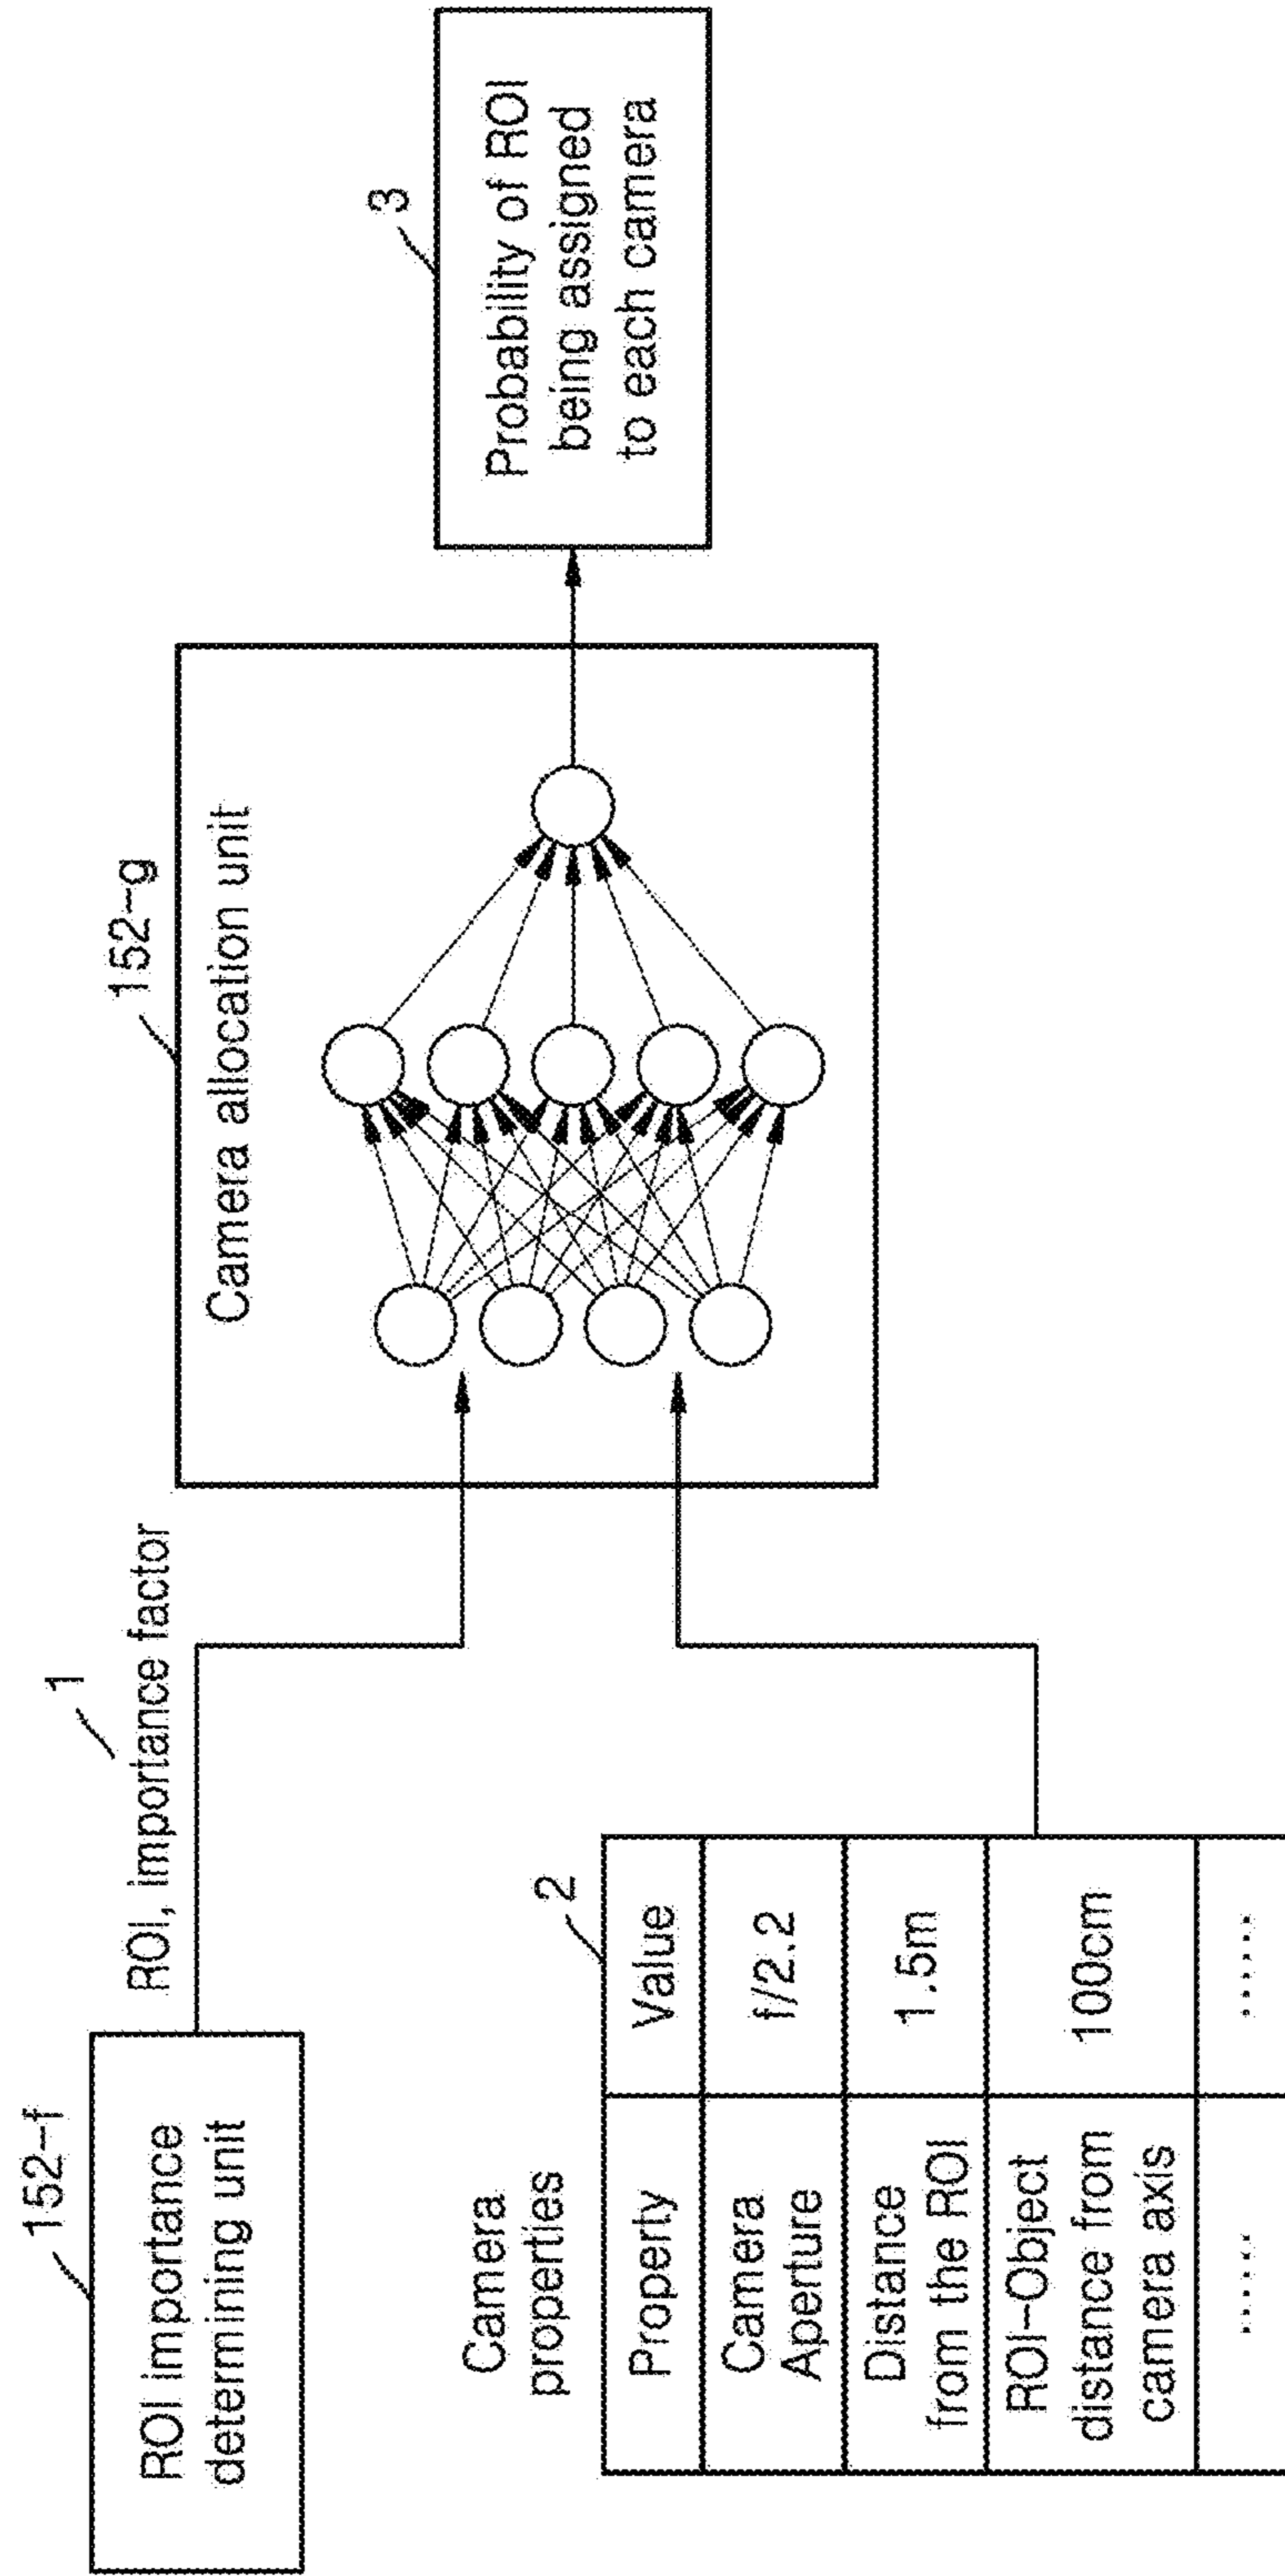 152-f
ROI importance
determining unit
1
ROI, importance factor
Camera
properties
2
Property Value
Camera
Aperture
f/2.2
Distance
from the ROI
1.5m
ROI-Object
distance from
camera axis
100cm
...... ......
152-g
Camera allocation unit
3
Probability of ROI
being assigned
to each camera